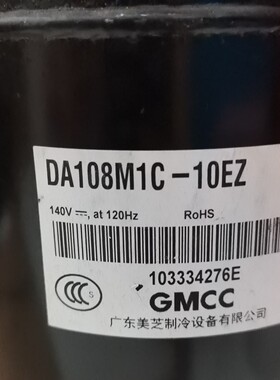 DA108M1C-10EZ
140V ⎓, at 120Hz RoHS
103334276E
CCC S
GMCC
广东美芝制冷设备有限公司